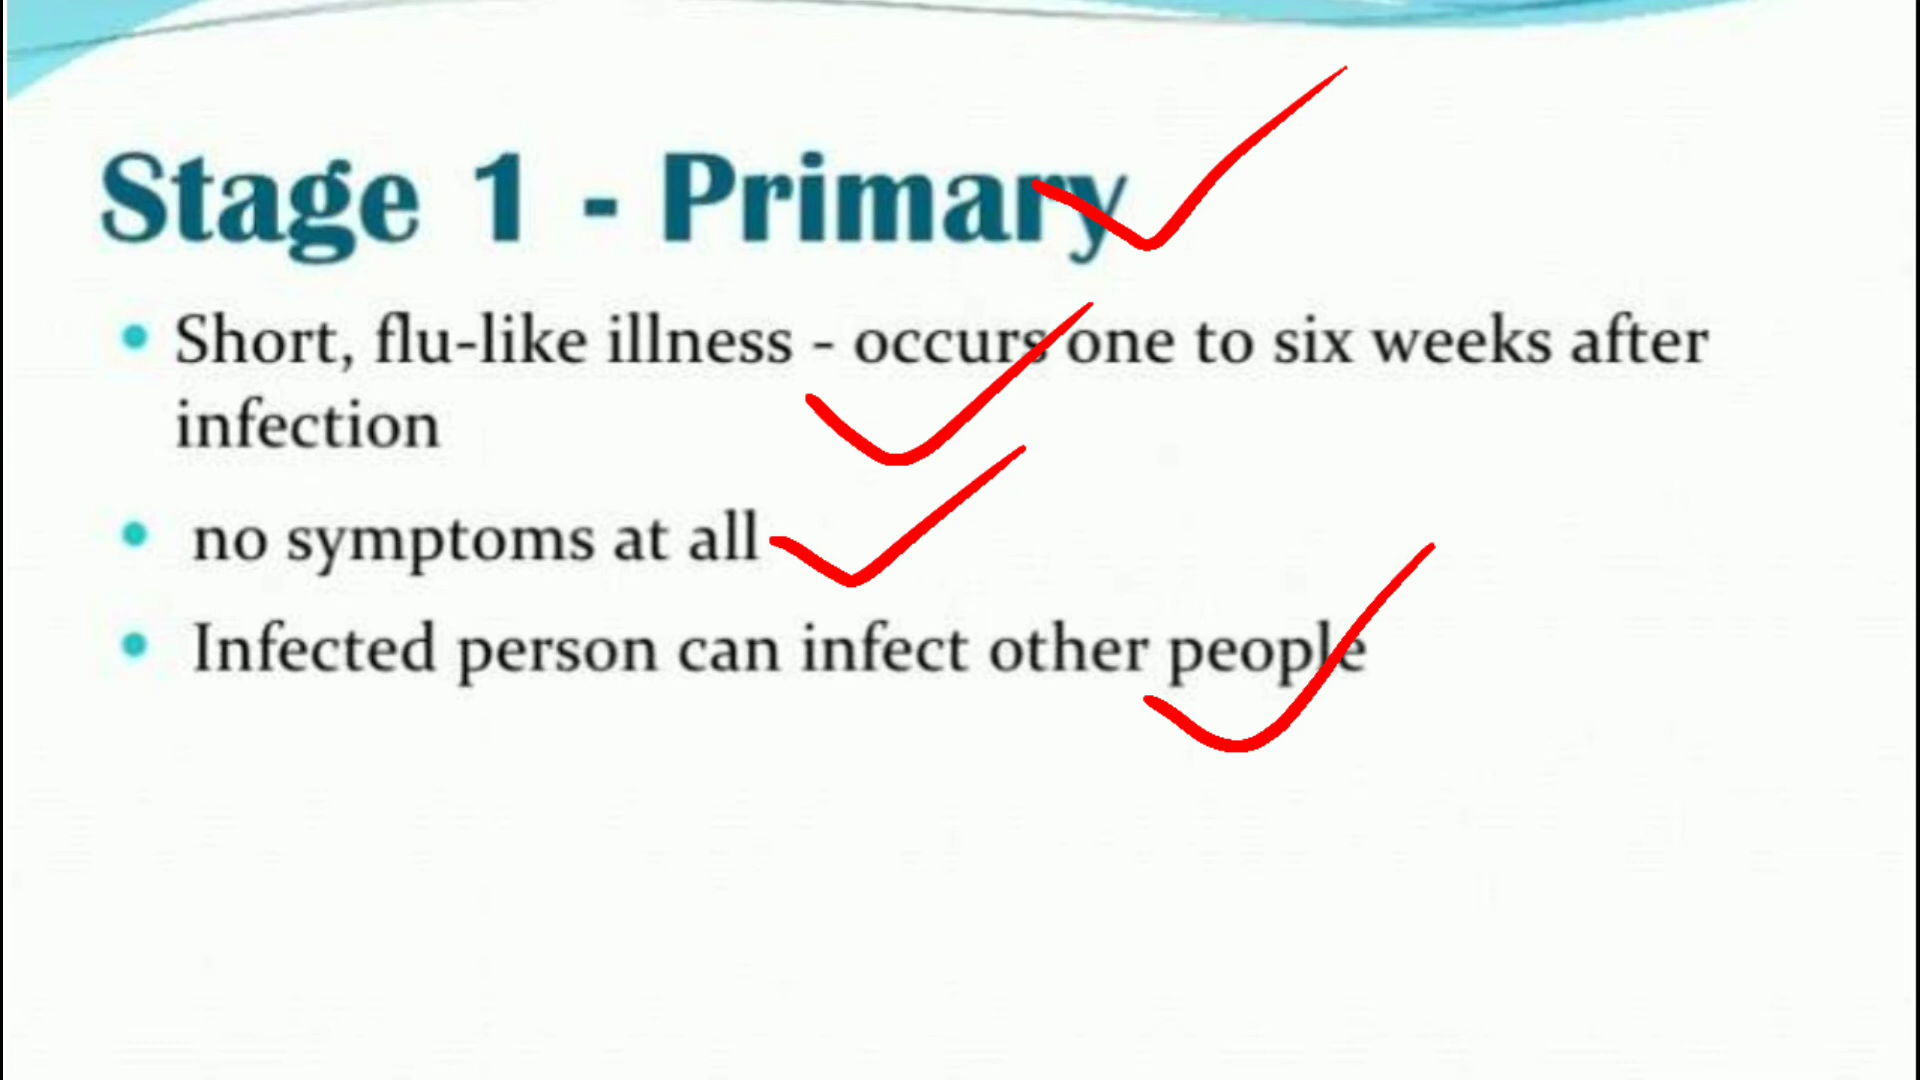 Stage 1 - Primary
• Short, flu-like illness - occurs one to six weeks after
infection
• no symptoms at all
• Infected person can infect other people